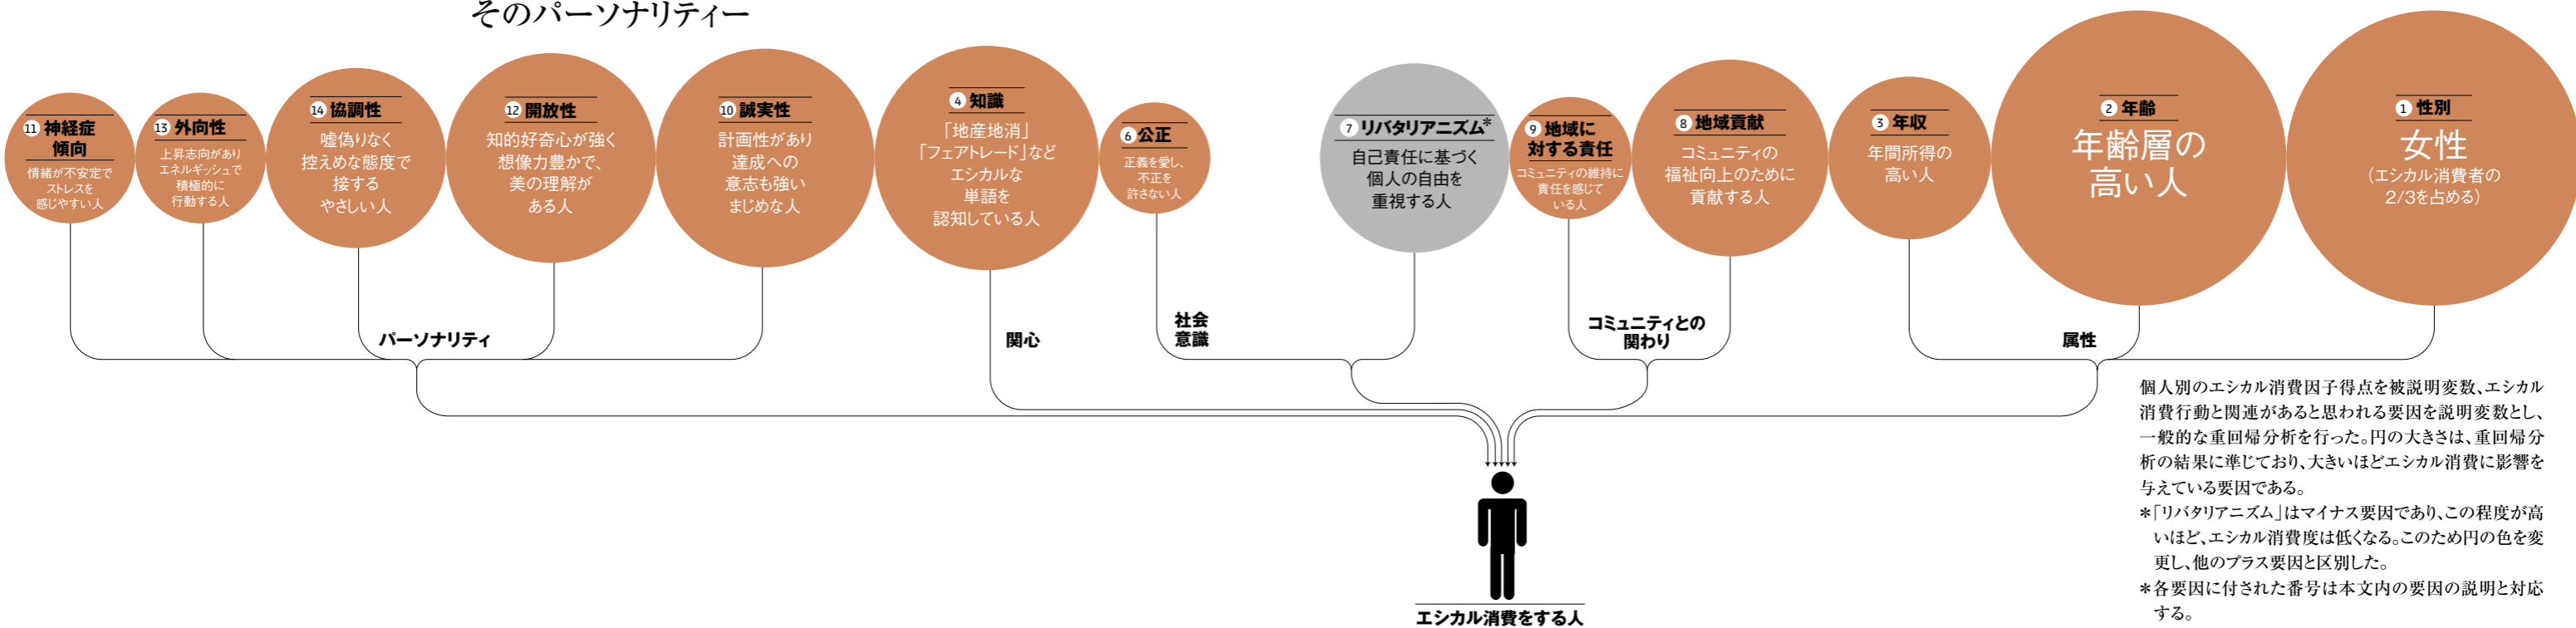 そのパーソナリティー
⑪ 神経症
傾向
情緒が不安定で
ストレスを
感じやすい人
⑬ 外向性
上昇志向があり
エネルギッシュで
積極的に
行動する人
⑭ 協調性
嘘偽りなく
控えめな態度で
接する
やさしい人
⑫ 開放性
知的好奇心が強く
想像力豊かで、
美の理解が
ある人
⑩ 誠実性
計画性があり
達成への
意志も強い
まじめな人
④ 知識
「地産地消」
「フェアトレード」など
エシカルな
単語を
認知している人
⑥ 公正
正義を愛し、
不正を
許さない人
⑦ リバタリアニズム*
自己責任に基づく
個人の自由を
重視する人
⑨ 地域に
対する責任
コミュニティの維持に
責任を感じて
いる人
⑧ 地域貢献
コミュニティの
福祉向上のために
貢献する人
③ 年収
年間所得の
高い人
② 年齢
年齢層の
高い人
① 性別
女性
(エシカル消費者の
2/3を占める)
パーソナリティ
関心
社会
意識
コミュニティとの
関わり
属性
エシカル消費をする人
個人別のエシカル消費因子得点を被説明変数、エシカル
消費行動と関連があると思われる要因を説明変数とし、
一般的な重回帰分析を行った。円の大きさは、重回帰分
析の結果に準じており、大きいほどエシカル消費に影響を
与えている要因である。
*「リバタリアニズム」はマイナス要因であり、この程度が高
いほど、エシカル消費度は低くなる。このため円の色を変
更し、他のプラス要因と区別した。
*各要因に付された番号は本文内の要因の説明と対応
する。